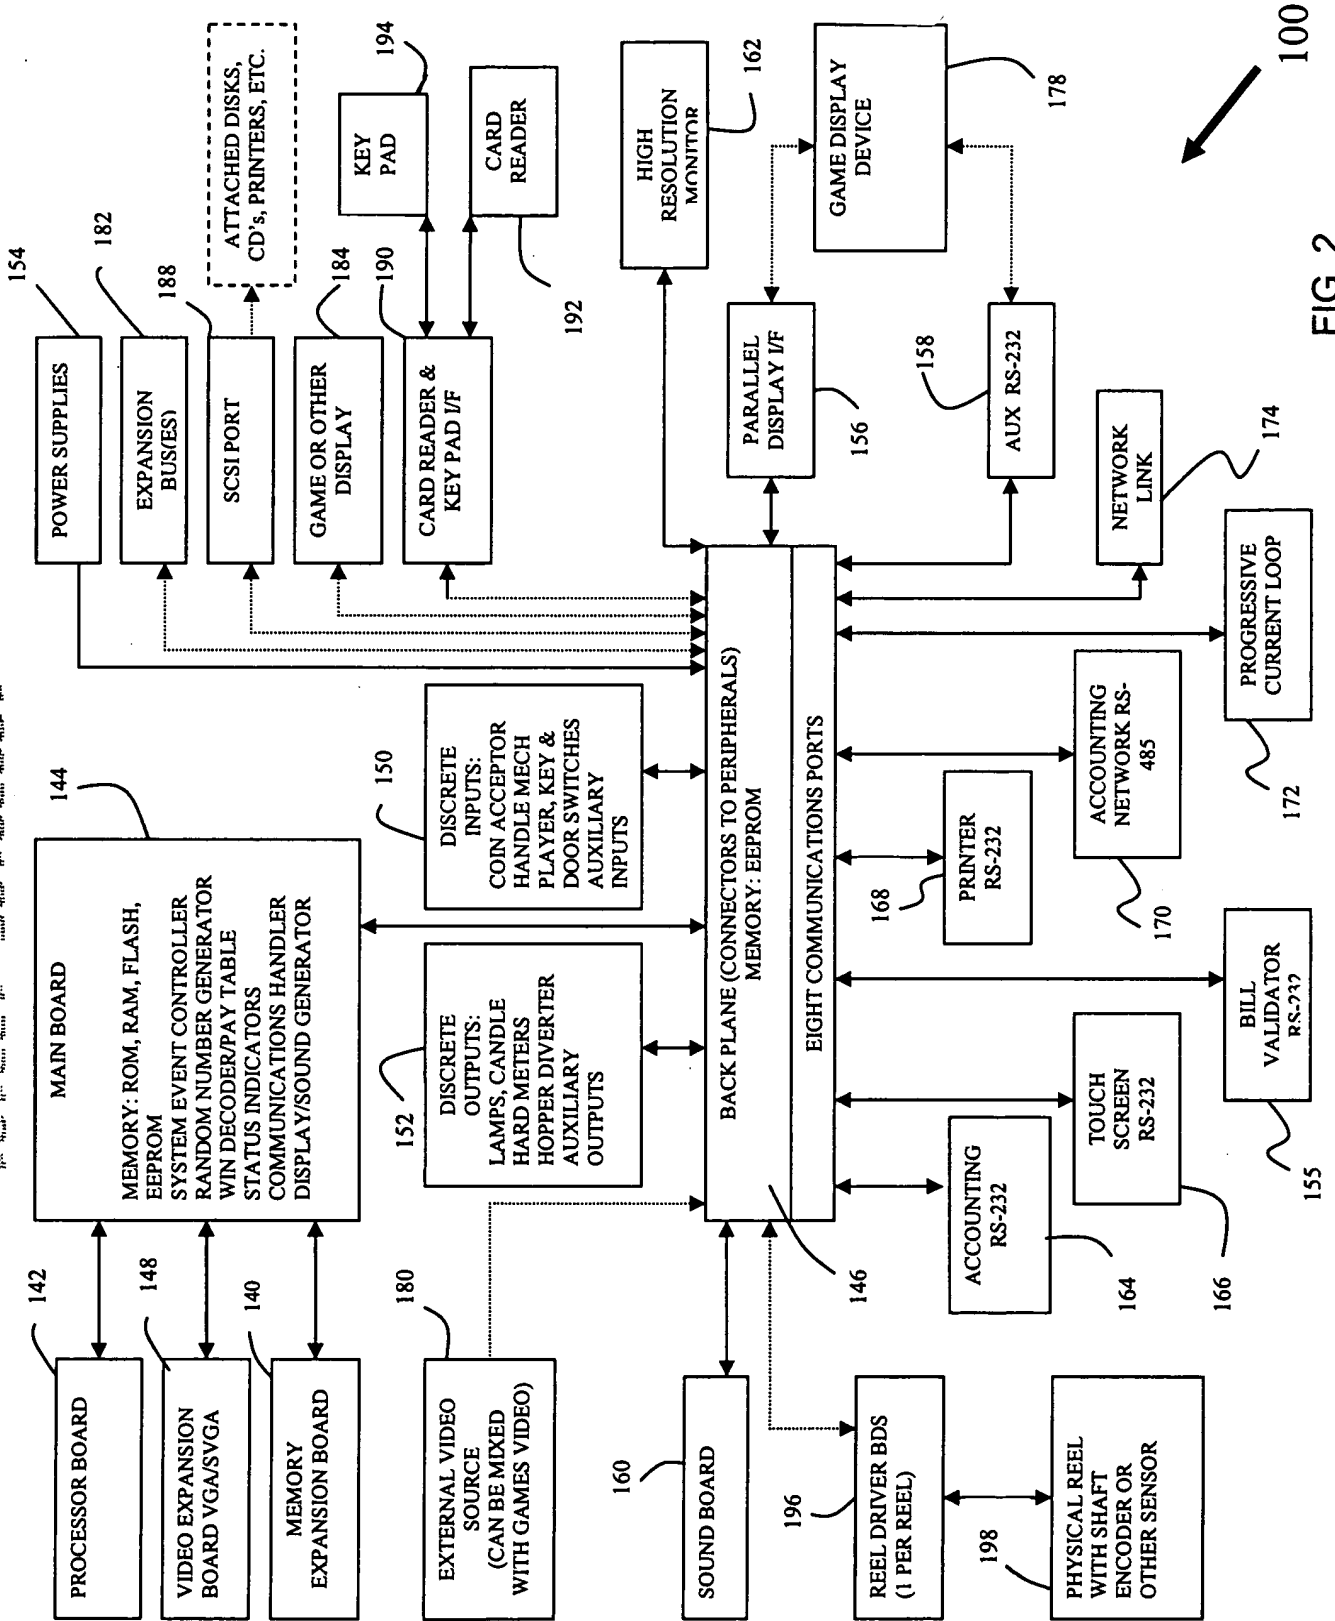 PROCESSOR BOARD
142
VIDEO EXPANSION
BOARD VGA/SVGA
148
MEMORY
EXPANSION BOARD
140
MAIN BOARD
MEMORY: ROM, RAM, FLASH,
EEPROM
SYSTEM EVENT CONTROLLER
RANDOM NUMBER GENERATOR
WIN DECODER/PAY TABLE
STATUS INDICATORS
COMMUNICATIONS HANDLER
DISPLAY/SOUND GENERATOR
144
POWER SUPPLIES
154
EXPANSION
BUS(ES)
182
SCSI PORT
188
ATTACHED DISKS,
CD's, PRINTERS, ETC.
GAME OR OTHER
DISPLAY
184
CARD READER &
KEY PAD I/F
190
KEY
PAD
194
CARD
READER
192
EXTERNAL VIDEO
SOURCE
(CAN BE MIXED
WITH GAMES VIDEO)
180
DISCRETE
OUTPUTS:
LAMPS, CANDLE
HARD METERS
HOPPER DIVERTER
AUXILIARY
OUTPUTS
152
DISCRETE
INPUTS:
COIN ACCEPTOR
HANDLE MECH
PLAYER, KEY &
DOOR SWITCHES
AUXILIARY
INPUTS
150
HIGH
RESOLUTION
MONITOR
162
SOUND BOARD
160
BACK PLANE (CONNECTORS TO PERIPHERALS)
MEMORY: EEPROM
EIGHT COMMUNICATIONS PORTS
146
PARALLEL
DISPLAY I/F
156
GAME DISPLAY
DEVICE
178
REEL DRIVER BDS
(1 PER REEL)
196
PHYSICAL REEL
WITH SHAFT
ENCODER OR
OTHER SENSOR
198
ACCOUNTING
RS-232
164
TOUCH
SCREEN
RS-232
166
BILL
VALIDATOR
RS-232
155
PRINTER
RS-232
168
ACCOUNTING
NETWORK RS-
485
170
PROGRESSIVE
CURRENT LOOP
172
NETWORK
LINK
174
AUX RS-232
158
100
FIG. 2